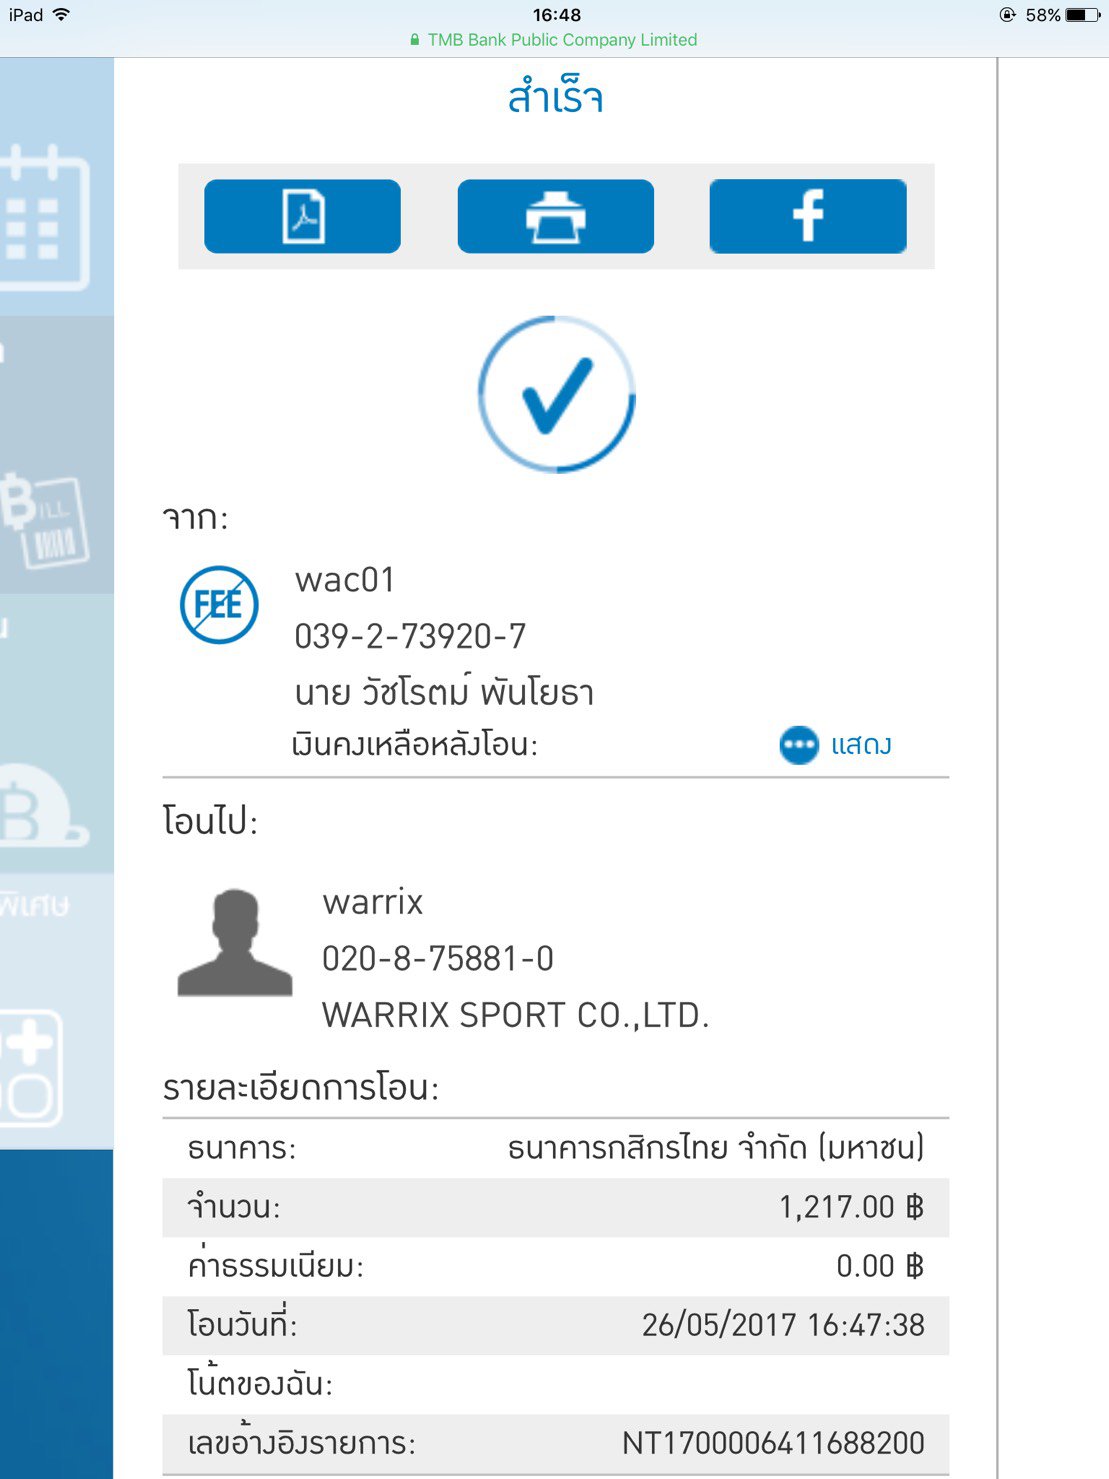 iPad 16:48 58%
TMB Bank Public Company Limited
สำเร็จ
จาก:
FEE
wac01
039-2-73920-7
นาย วัชโรตม์ พันโยธา
เงินคงเหลือหลังโอน: แสดง
โอนไป:
warrix
020-8-75881-0
WARRIX SPORT CO.,LTD.
รายละเอียดการโอน:
ธนาคาร: ธนาคารกสิกรไทย จำกัด (มหาชน)
จำนวน: 1,217.00 ฿
ค่าธรรมเนียม: 0.00 ฿
โอนวันที่: 26/05/2017 16:47:38
โน้ตของฉัน:
เลขอ้างอิงรายการ: NT1700006411688200
BILL
พิเศษ